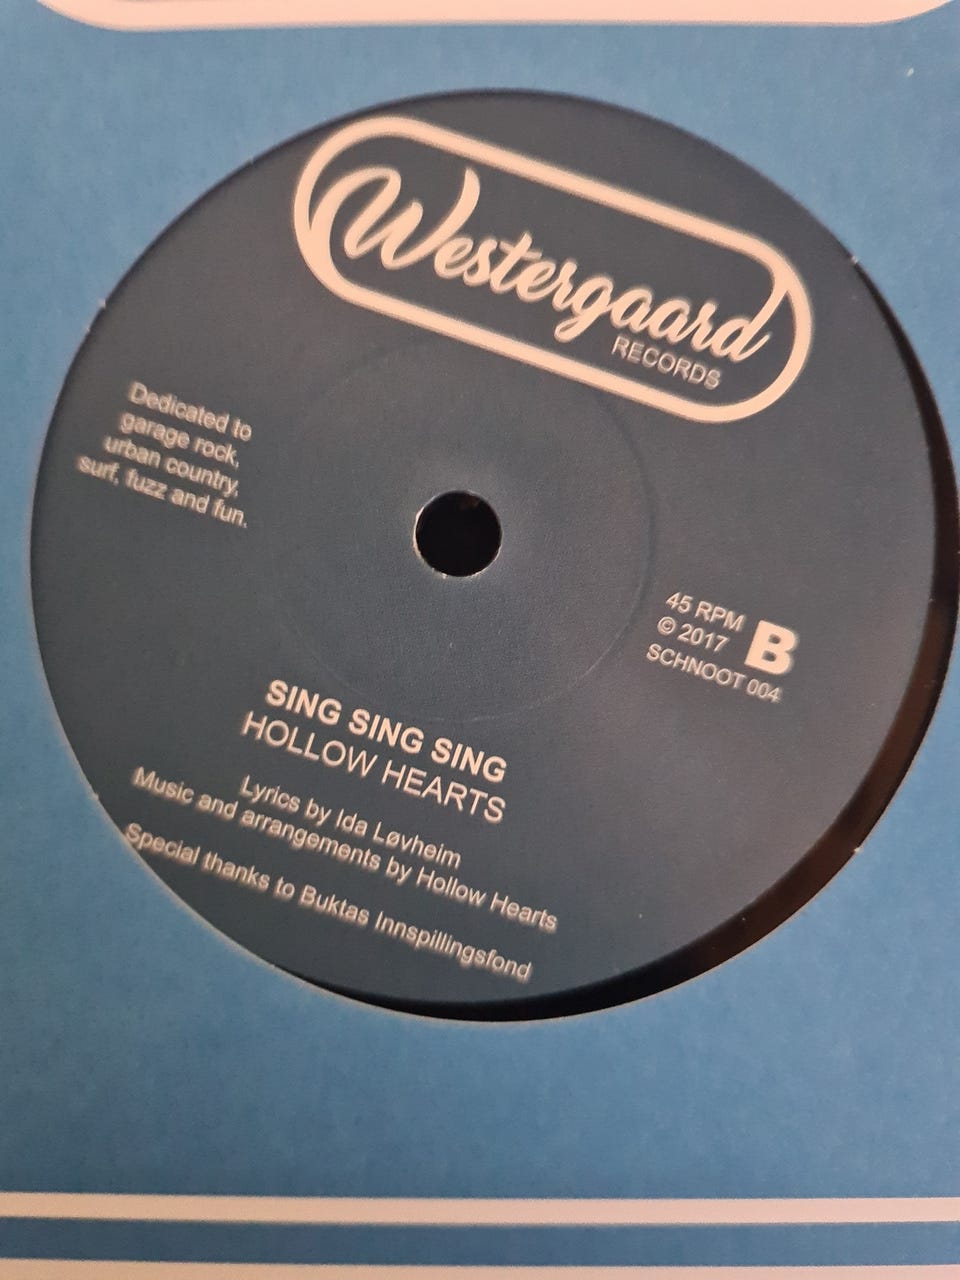 Westergaard
RECORDS
Dedicated to
garage rock,
urban country,
surf, fuzz and fun.
45 RPM
© 2017
B
SCHNOOT 004
SING SING SING
HOLLOW HEARTS
Lyrics by Ida Løvheim
Music and arrangements by Hollow Hearts
Special thanks to Buktas Innspillingsfond